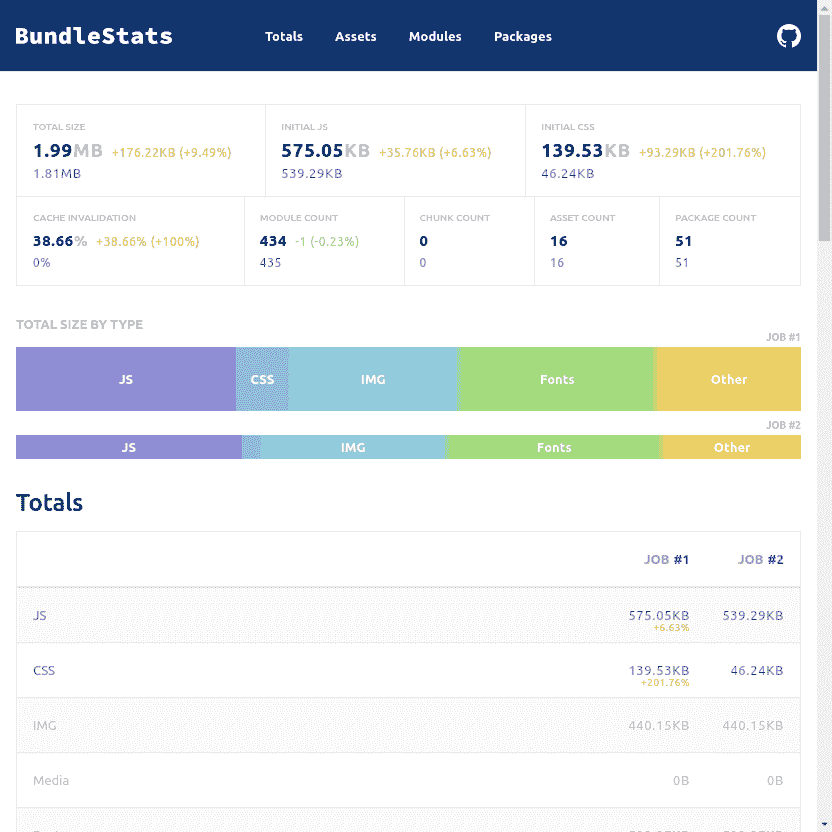 BundleStats Totals Assets Modules Packages
TOTAL SIZE INITIAL JS INITIAL CSS
1.99MB +176.22KB (+9.49%) 575.05KB +35.76KB (+6.63%) 139.53KB +93.29KB (+201.76%)
1.81MB 539.29KB 46.24KB
CACHE INVALIDATION MODULE COUNT CHUNK COUNT ASSET COUNT PACKAGE COUNT
38.66% +38.66% (+100%) 434 -1 (-0.23%) 0 16 51
0% 435 0 16 51
TOTAL SIZE BY TYPE
JOB #1
JS CSS IMG Fonts Other
JOB #2
JS IMG Fonts Other
Totals
JOB #1 JOB #2
JS 575.05KB 539.29KB
+6.63%
CSS 139.53KB 46.24KB
+201.76%
IMG 440.15KB 440.15KB
Media 0B 0B